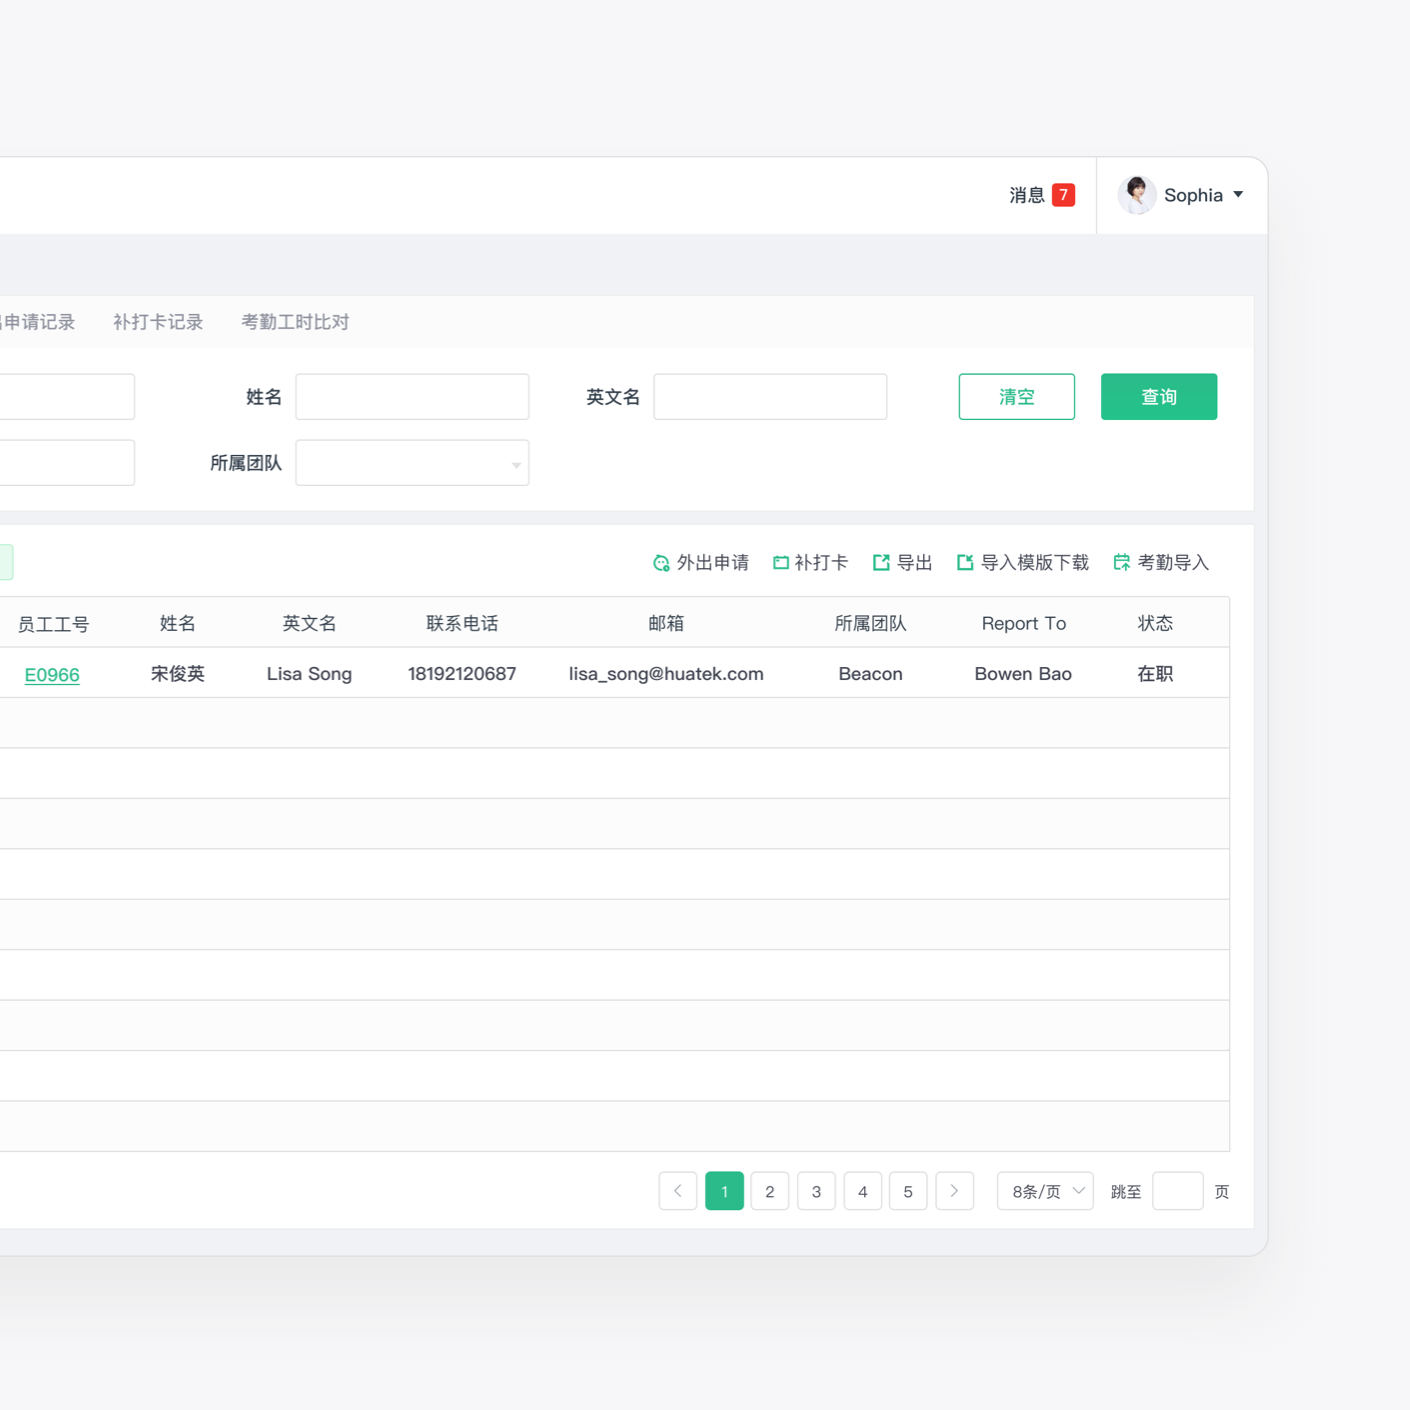 消息 7 Sophia
申请记录 补打卡记录 考勤工时比对
姓名 英文名 清空 查询
所属团队
外出申请 补打卡 导出 导入模版下载 考勤导入
员工工号 姓名 英文名 联系电话 邮箱 所属团队 Report To 状态
E0966 宋俊英 Lisa Song 18192120687 lisa_song@huatek.com Beacon Bowen Bao 在职
1 2 3 4 5 8条/页 跳至 页